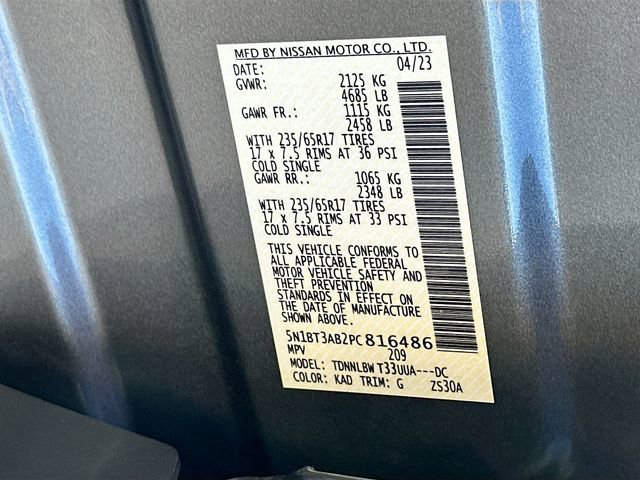 MFD BY NISSAN MOTOR CO., LTD.
DATE: 04/23
GVWR: 2125 KG
4685 LB
GAWR FR.: 1115 KG
2458 LB
WITH 235/65R17 TIRES
17 x 7.5 RIMS AT 36 PSI
COLD SINGLE
GAWR RR.: 1065 KG
2348 LB
WITH 235/65R17 TIRES
17 x 7.5 RIMS AT 33 PSI
COLD SINGLE
THIS VEHICLE CONFORMS TO
ALL APPLICABLE FEDERAL
MOTOR VEHICLE SAFETY AND
THEFT PREVENTION
STANDARDS IN EFFECT ON
THE DATE OF MANUFACTURE
SHOWN ABOVE.
5N1BT3AB2PC816486
MPV 209
MODEL: TDNNLBW T33UUA---DC
COLOR: KAD TRIM: G ZS30A